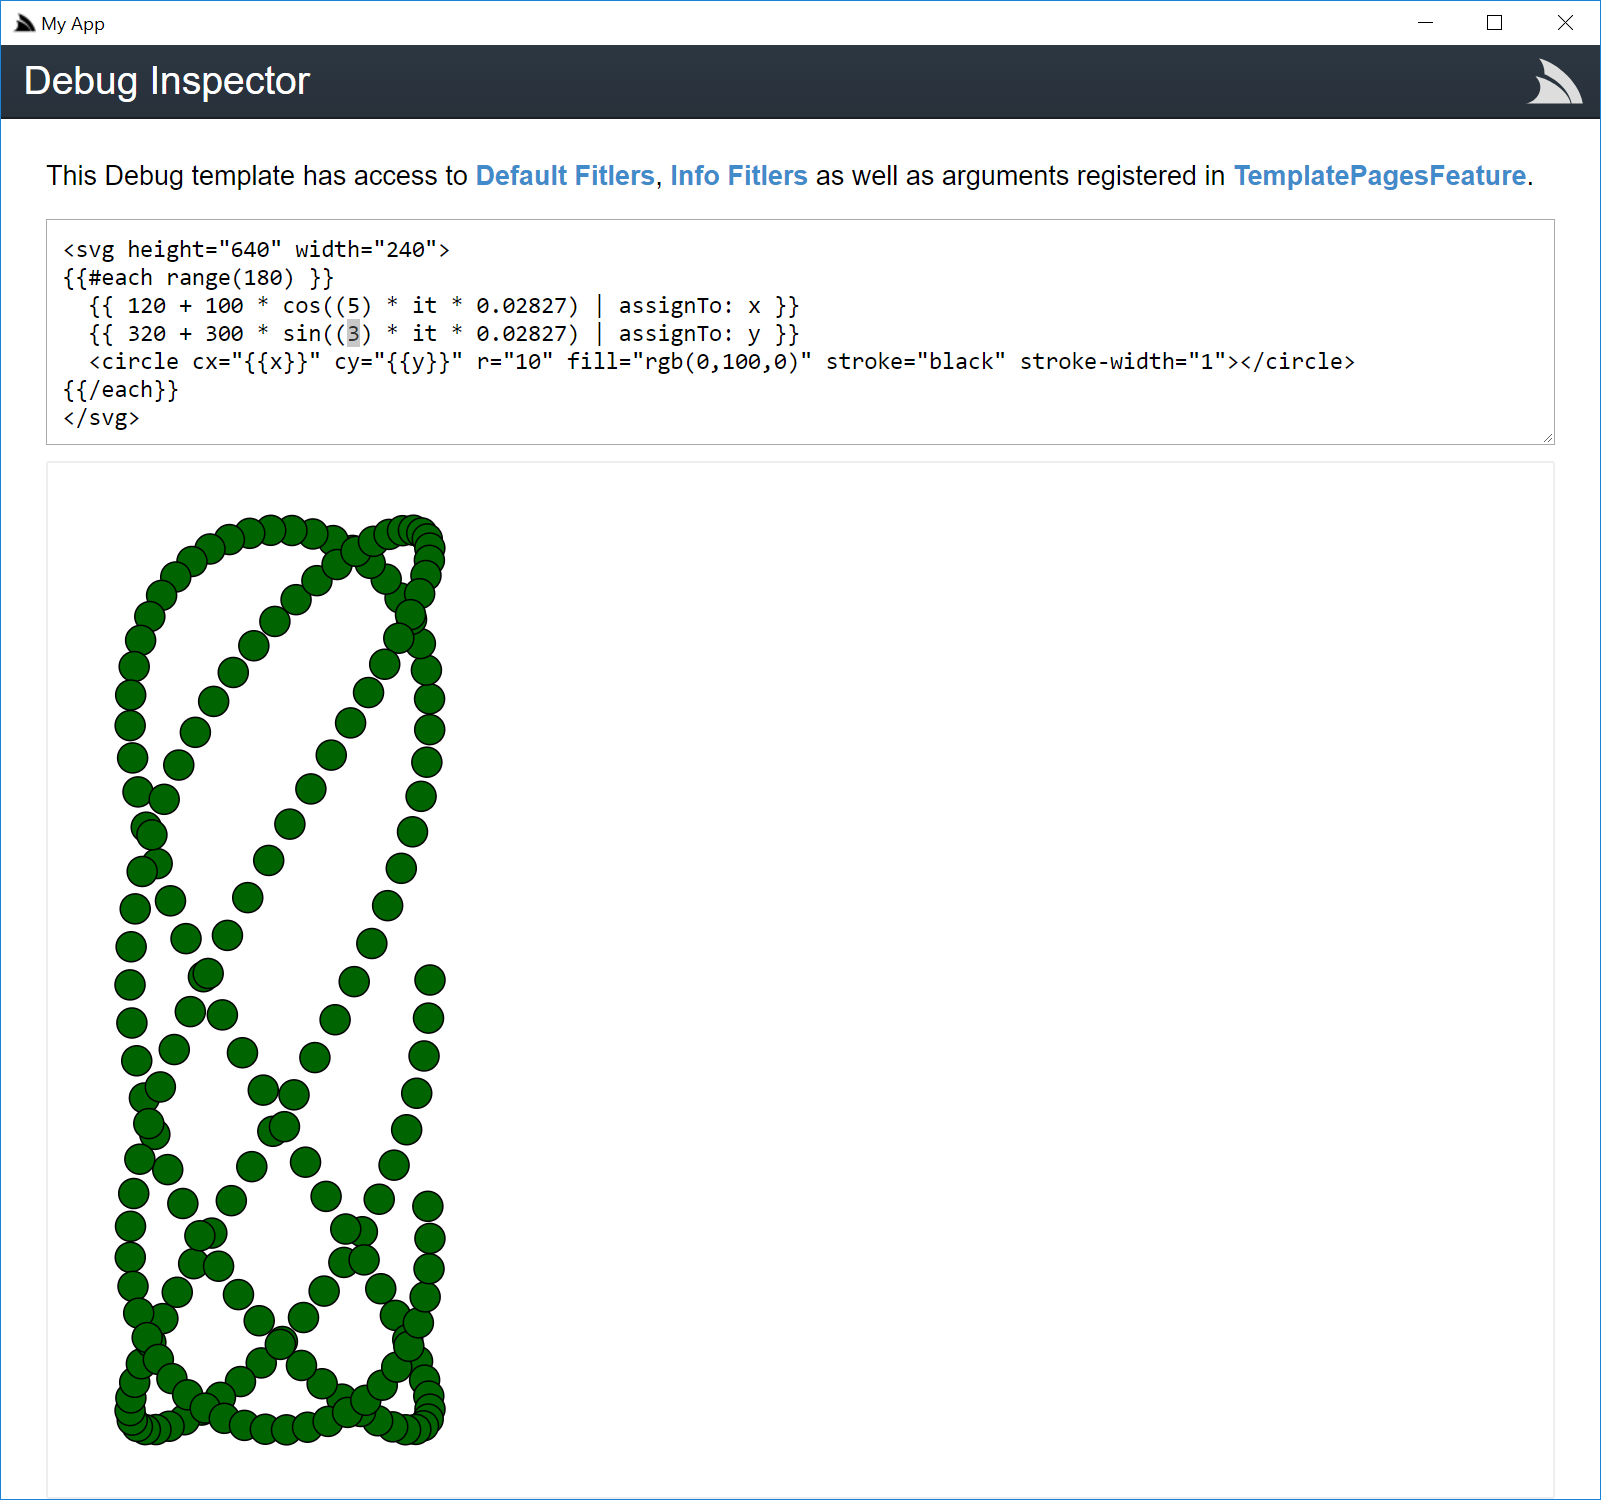 My App
Debug Inspector
This Debug template has access to Default Fitlers, Info Fitlers as well as arguments registered in TemplatePagesFeature.
<svg height="640" width="240">
{{#each range(180) }}
  {{ 120 + 100 * cos((5) * it * 0.02827) | assignTo: x }}
  {{ 320 + 300 * sin((3) * it * 0.02827) | assignTo: y }}
  <circle cx="{{x}}" cy="{{y}}" r="10" fill="rgb(0,100,0)" stroke="black" stroke-width="1"></circle>
{{/each}}
</svg>